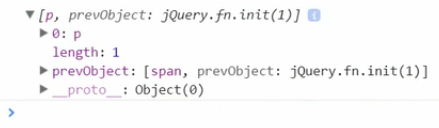 ▼[p, prevObject: jQuery.fn.init(1)] i
▶0: p
length: 1
▶prevObject: [span, prevObject: jQuery.fn.init(1)]
▶__proto__: Object(0)
>